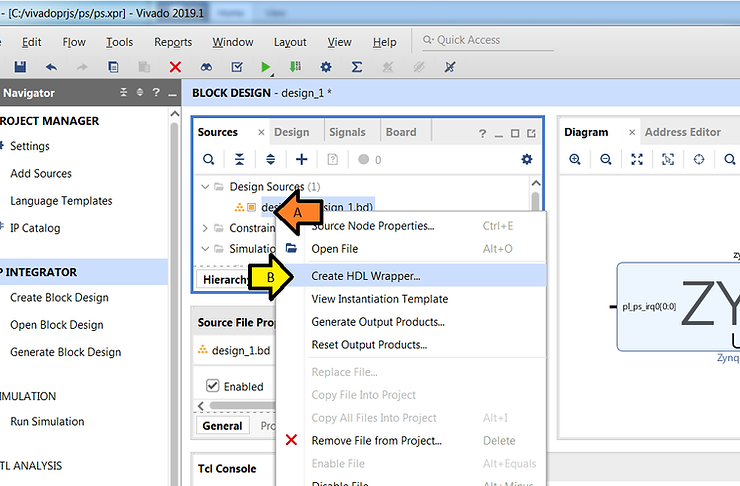 - [C:/vivadoprjs/ps/ps.xpr] - Vivado 2019.1
Edit Flow Tools Reports Window Layout View Help Quick Access
Navigator
BLOCK DESIGN - design_1 *
ROJECT MANAGER
Settings
Add Sources
Language Templates
IP Catalog
P INTEGRATOR
Create Block Design
Open Block Design
Generate Block Design
IMULATION
Run Simulation
TL ANALYSIS
Sources Design Signals Board
0
Design Sources (1)
A
Constrain
Simulatio
Hierarchy
B
Source File Prop
design_1.bd
Enabled
General Pro
Tcl Console
Source Node Properties... Ctrl+E
Open File Alt+O
Create HDL Wrapper...
View Instantiation Template
Generate Output Products...
Reset Output Products...
Replace File...
Copy File Into Project
Copy All Files Into Project Alt+I
Remove File from Project... Delete
Enable File Alt+Equals
Disable File Alt+Minus
Diagram Address Editor
zy
pl_ps_irq0[0:0]
ZY
U
Zynq